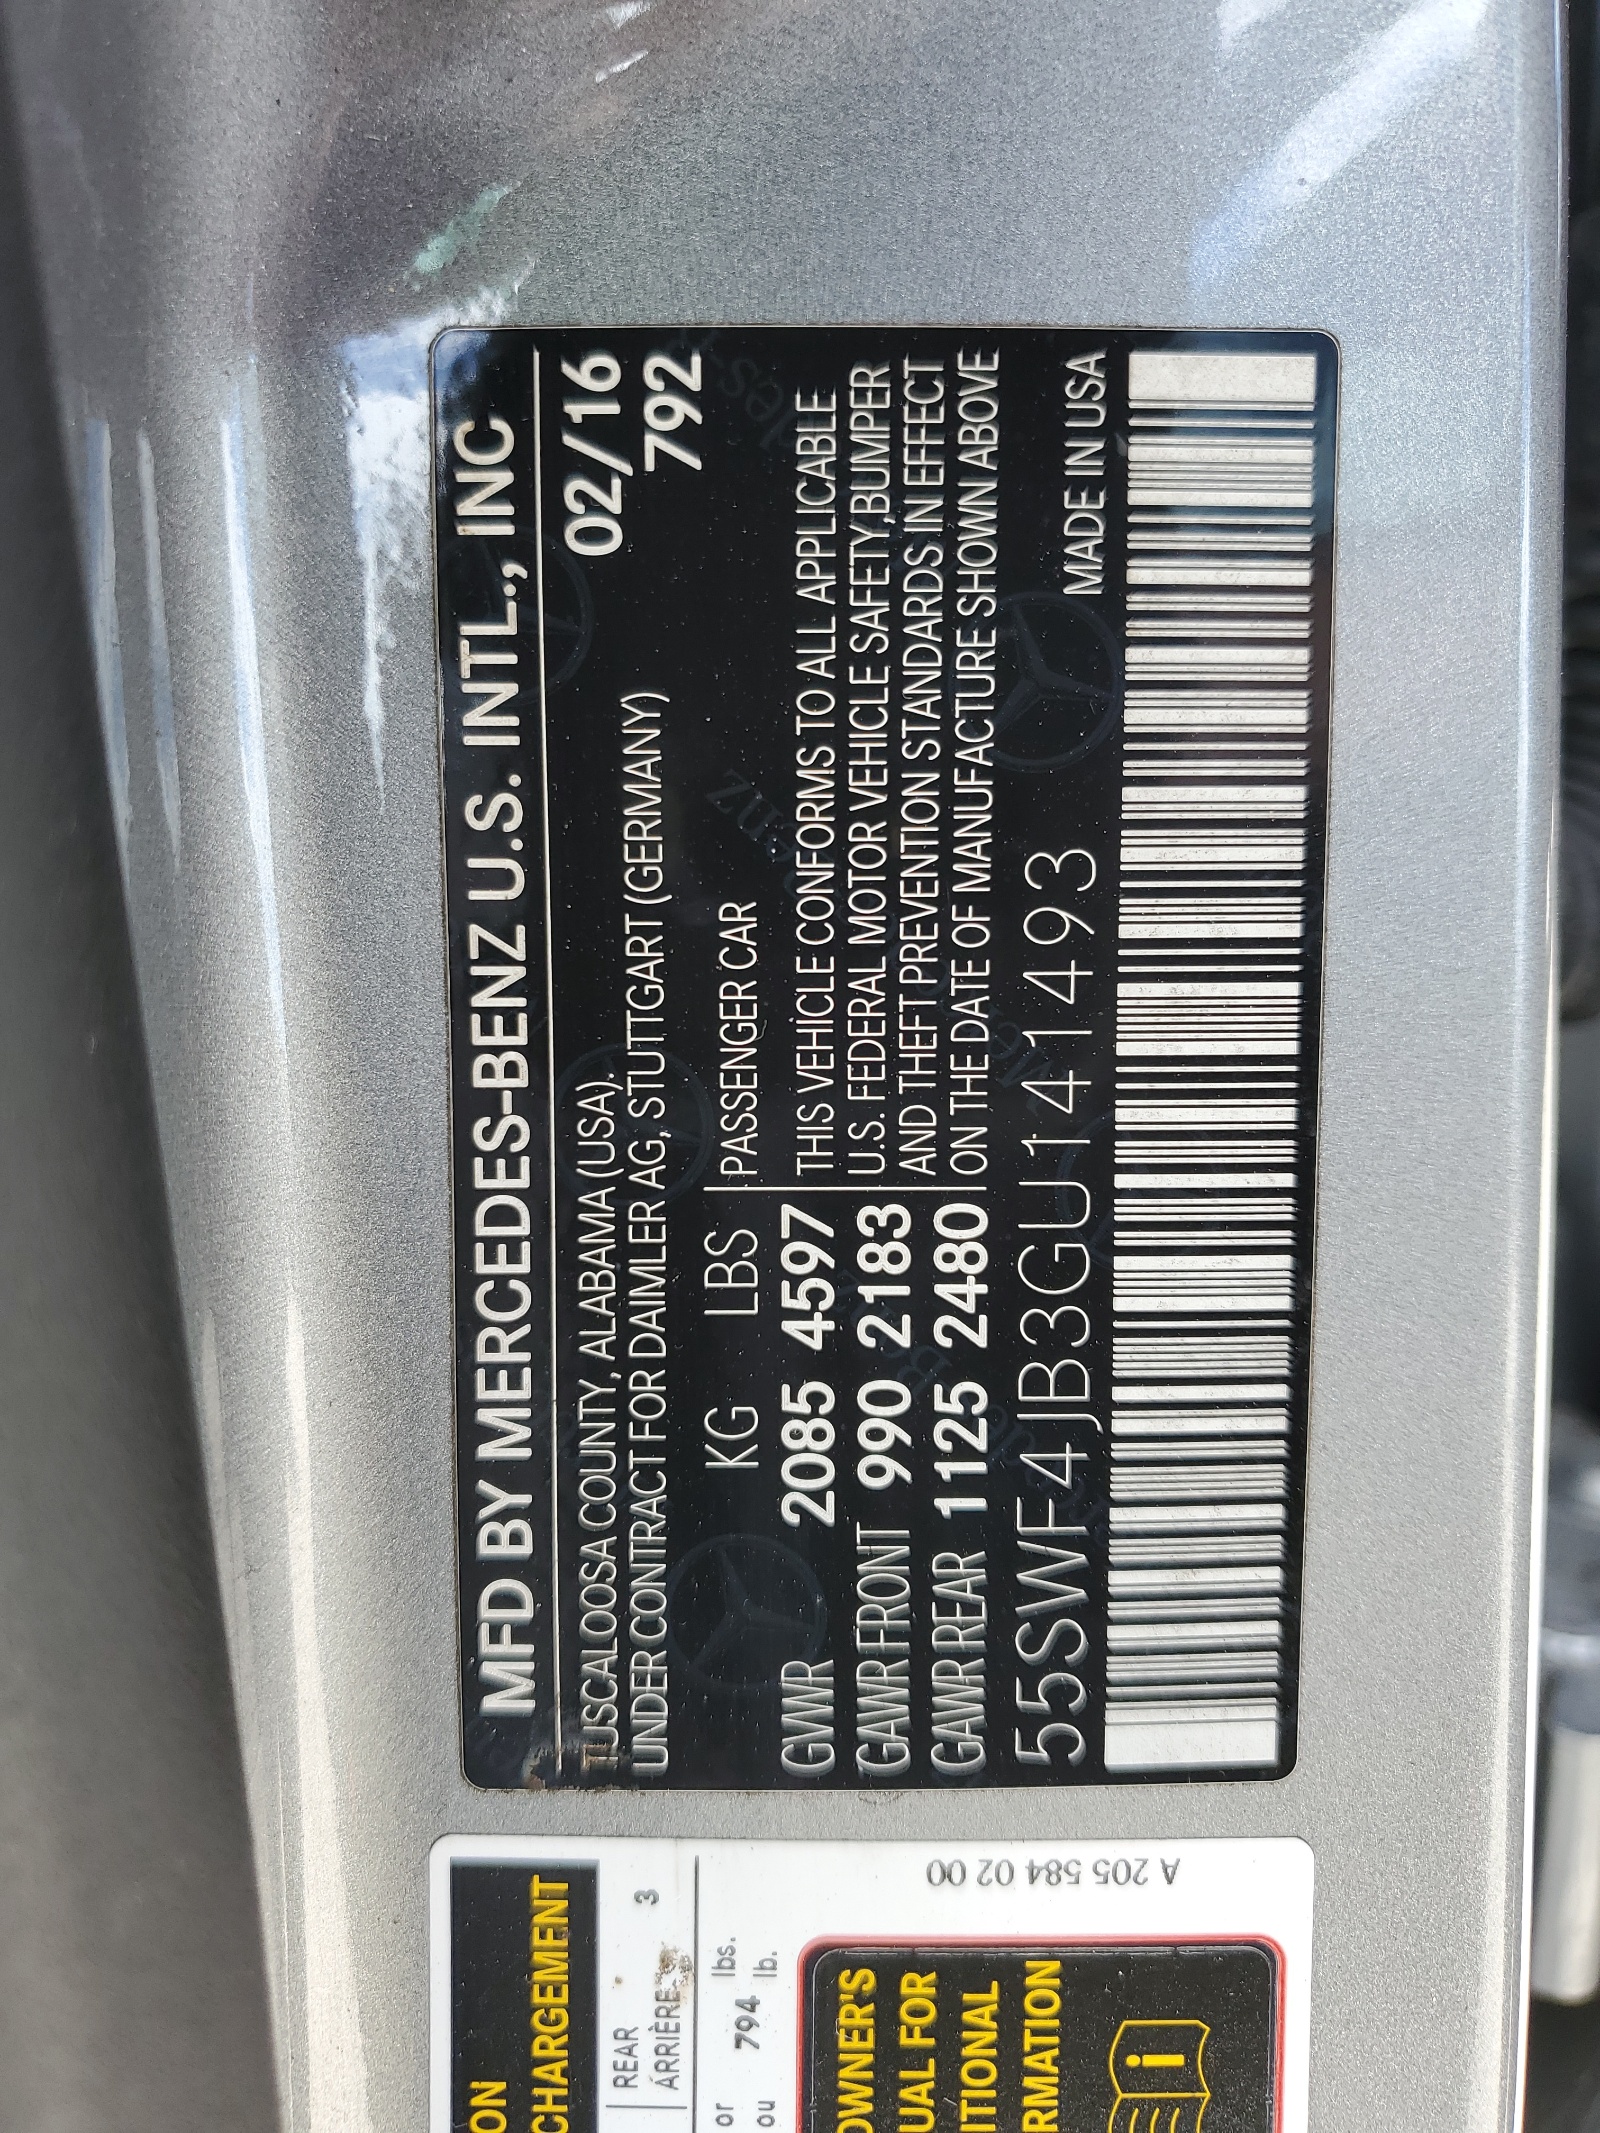 MFD BY MERCEDES-BENZ U.S. INTL., INC
02/16
TUSCALOOSA COUNTY, ALABAMA (USA).
UNDER CONTRACT FOR DAIMLER AG, STUTTGART (GERMANY)
792
KG LBS PASSENGER CAR
GVWR 2085 4597 THIS VEHICLE CONFORMS TO ALL APPLICABLE
GAWR FRONT 990 2183 U.S. FEDERAL MOTOR VEHICLE SAFETY,BUMPER
AND THEFT PREVENTION STANDARDS IN EFFECT
GAWR REAR 1125 2480 ON THE DATE OF MANUFACTURE SHOWN ABOVE
55SWF4JB3GU141493
MADE IN USA
ON
CHARGEMENT
REAR
ARRIÈRE 3
or 794 lbs.
ou lb.
A 205 584 02 00
OWNER'S
UAL FOR
ITIONAL
RMATION